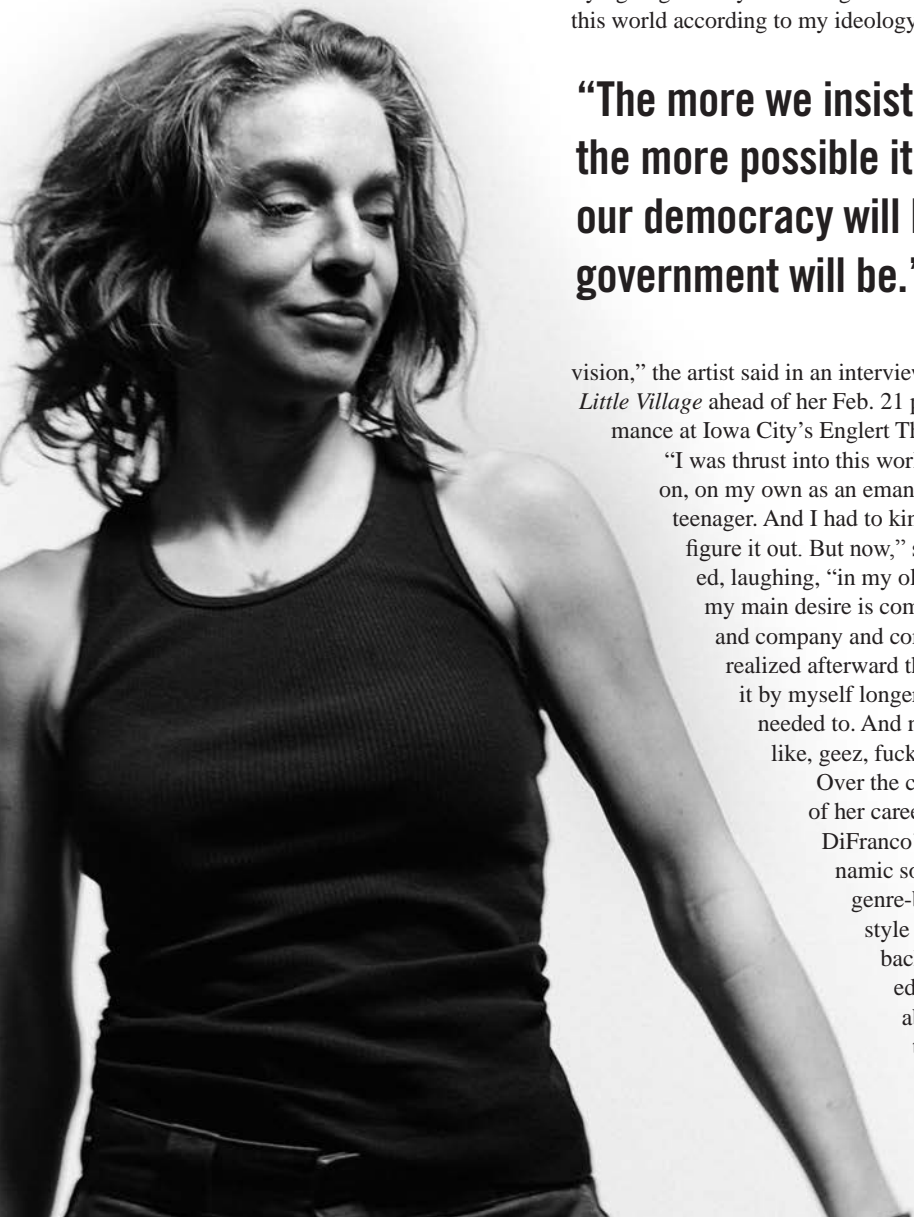 this world according to my ideology
“The more we insist
the more possible it
our democracy will
government will be.”
vision,” the artist said in an interview
Little Village ahead of her Feb. 21 p
mance at Iowa City’s Englert Th
“I was thrust into this wor
on, on my own as an eman
teenager. And I had to kin
figure it out. But now,” s
ed, laughing, “in my ol
my main desire is com
and company and co
realized afterward th
it by myself longer
needed to. And
like, geez, fuck
Over the c
of her caree
DiFranco’
namic so
genre-b
style
bac
ed
al